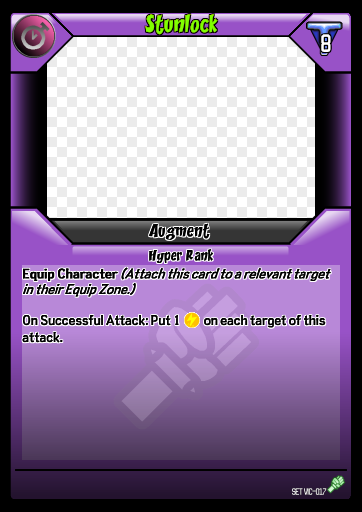 Stunlock
8
Augment
Hyper Rank
Equip Character (Attach this card to a relevant target
in their Equip Zone.)
On Successful Attack: Put 1 on each target of this
attack.
SET VIC-017